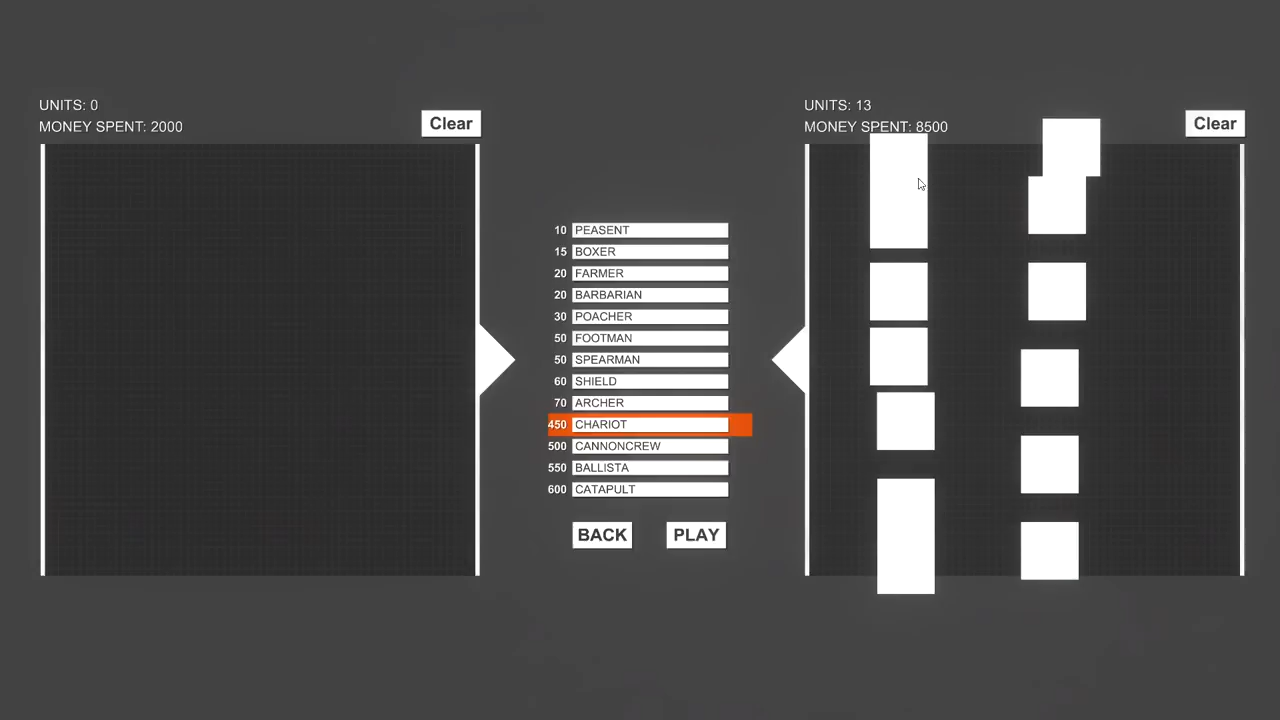 UNITS: 0
MONEY SPENT: 2000
Clear
UNITS: 13
MONEY SPENT: 8500
Clear
10 PEASENT
15 BOXER
20 FARMER
20 BARBARIAN
30 POACHER
50 FOOTMAN
50 SPEARMAN
60 SHIELD
70 ARCHER
450 CHARIOT
500 CANNONCREW
550 BALLISTA
600 CATAPULT
BACK PLAY